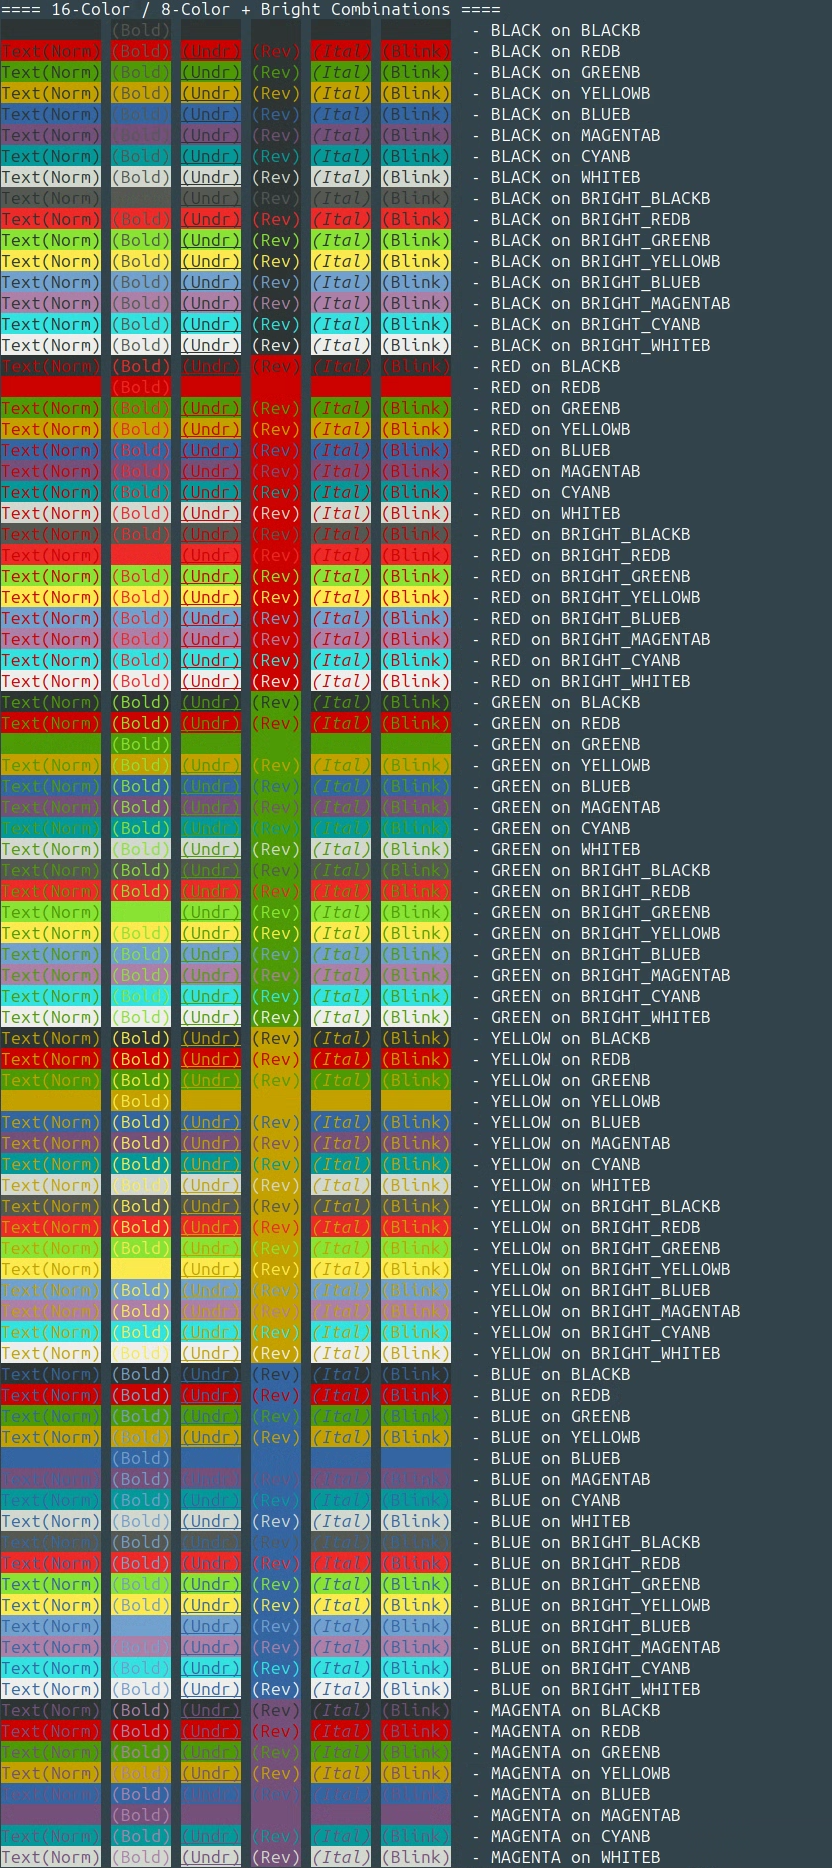 ==== 16-Color / 8-Color + Bright Combinations ====
(Bold) - BLACK on BLACKB
Text(Norm) (Bold) (Undr) (Rev) (Ital) (Blink) - BLACK on REDB
Text(Norm) (Bold) (Undr) (Rev) (Ital) (Blink) - BLACK on GREENB
Text(Norm) (Bold) (Undr) (Rev) (Ital) (Blink) - BLACK on YELLOWB
Text(Norm) (Bold) (Undr) (Rev) (Ital) (Blink) - BLACK on BLUEB
Text(Norm) (Bold) (Undr) (Rev) (Ital) (Blink) - BLACK on MAGENTAB
Text(Norm) (Bold) (Undr) (Rev) (Ital) (Blink) - BLACK on CYANB
Text(Norm) (Bold) (Undr) (Rev) (Ital) (Blink) - BLACK on WHITEB
Text(Norm) (Undr) (Rev) (Ital) (Blink) - BLACK on BRIGHT_BLACKB
Text(Norm) (Bold) (Undr) (Rev) (Ital) (Blink) - BLACK on BRIGHT_REDB
Text(Norm) (Bold) (Undr) (Rev) (Ital) (Blink) - BLACK on BRIGHT_GREENB
Text(Norm) (Bold) (Undr) (Rev) (Ital) (Blink) - BLACK on BRIGHT_YELLOWB
Text(Norm) (Bold) (Undr) (Rev) (Ital) (Blink) - BLACK on BRIGHT_BLUEB
Text(Norm) (Bold) (Undr) (Rev) (Ital) (Blink) - BLACK on BRIGHT_MAGENTAB
Text(Norm) (Bold) (Undr) (Rev) (Ital) (Blink) - BLACK on BRIGHT_CYANB
Text(Norm) (Bold) (Undr) (Rev) (Ital) (Blink) - BLACK on BRIGHT_WHITEB
Text(Norm) (Bold) (Undr) (Rev) (Ital) (Blink) - RED on BLACKB
(Bold) - RED on REDB
Text(Norm) (Bold) (Undr) (Rev) (Ital) (Blink) - RED on GREENB
Text(Norm) (Bold) (Undr) (Rev) (Ital) (Blink) - RED on YELLOWB
Text(Norm) (Bold) (Undr) (Rev) (Ital) (Blink) - RED on BLUEB
Text(Norm) (Bold) (Undr) (Rev) (Ital) (Blink) - RED on MAGENTAB
Text(Norm) (Bold) (Undr) (Rev) (Ital) (Blink) - RED on CYANB
Text(Norm) (Bold) (Undr) (Rev) (Ital) (Blink) - RED on WHITEB
Text(Norm) (Bold) (Undr) (Rev) (Ital) (Blink) - RED on BRIGHT_BLACKB
Text(Norm) (Undr) (Rev) (Ital) (Blink) - RED on BRIGHT_REDB
Text(Norm) (Bold) (Undr) (Rev) (Ital) (Blink) - RED on BRIGHT_GREENB
Text(Norm) (Bold) (Undr) (Rev) (Ital) (Blink) - RED on BRIGHT_YELLOWB
Text(Norm) (Bold) (Undr) (Rev) (Ital) (Blink) - RED on BRIGHT_BLUEB
Text(Norm) (Bold) (Undr) (Rev) (Ital) (Blink) - RED on BRIGHT_MAGENTAB
Text(Norm) (Bold) (Undr) (Rev) (Ital) (Blink) - RED on BRIGHT_CYANB
Text(Norm) (Bold) (Undr) (Rev) (Ital) (Blink) - RED on BRIGHT_WHITEB
Text(Norm) (Bold) (Undr) (Rev) (Ital) (Blink) - GREEN on BLACKB
Text(Norm) (Bold) (Undr) (Rev) (Ital) (Blink) - GREEN on REDB
(Bold) - GREEN on GREENB
Text(Norm) (Bold) (Undr) (Rev) (Ital) (Blink) - GREEN on YELLOWB
Text(Norm) (Bold) (Undr) (Rev) (Ital) (Blink) - GREEN on BLUEB
Text(Norm) (Bold) (Undr) (Rev) (Ital) (Blink) - GREEN on MAGENTAB
Text(Norm) (Bold) (Undr) (Rev) (Ital) (Blink) - GREEN on CYANB
Text(Norm) (Bold) (Undr) (Rev) (Ital) (Blink) - GREEN on WHITEB
Text(Norm) (Bold) (Undr) (Rev) (Ital) (Blink) - GREEN on BRIGHT_BLACKB
Text(Norm) (Bold) (Undr) (Rev) (Ital) (Blink) - GREEN on BRIGHT_REDB
Text(Norm) (Undr) (Rev) (Ital) (Blink) - GREEN on BRIGHT_GREENB
Text(Norm) (Bold) (Undr) (Rev) (Ital) (Blink) - GREEN on BRIGHT_YELLOWB
Text(Norm) (Bold) (Undr) (Rev) (Ital) (Blink) - GREEN on BRIGHT_BLUEB
Text(Norm) (Bold) (Undr) (Rev) (Ital) (Blink) - GREEN on BRIGHT_MAGENTAB
Text(Norm) (Bold) (Undr) (Rev) (Ital) (Blink) - GREEN on BRIGHT_CYANB
Text(Norm) (Bold) (Undr) (Rev) (Ital) (Blink) - GREEN on BRIGHT_WHITEB
Text(Norm) (Bold) (Undr) (Rev) (Ital) (Blink) - YELLOW on BLACKB
Text(Norm) (Bold) (Undr) (Rev) (Ital) (Blink) - YELLOW on REDB
Text(Norm) (Bold) (Undr) (Rev) (Ital) (Blink) - YELLOW on GREENB
(Bold) - YELLOW on YELLOWB
Text(Norm) (Bold) (Undr) (Rev) (Ital) (Blink) - YELLOW on BLUEB
Text(Norm) (Bold) (Undr) (Rev) (Ital) (Blink) - YELLOW on MAGENTAB
Text(Norm) (Bold) (Undr) (Rev) (Ital) (Blink) - YELLOW on CYANB
Text(Norm) (Bold) (Undr) (Rev) (Ital) (Blink) - YELLOW on WHITEB
Text(Norm) (Bold) (Undr) (Rev) (Ital) (Blink) - YELLOW on BRIGHT_BLACKB
Text(Norm) (Bold) (Undr) (Rev) (Ital) (Blink) - YELLOW on BRIGHT_REDB
Text(Norm) (Bold) (Undr) (Rev) (Ital) (Blink) - YELLOW on BRIGHT_GREENB
Text(Norm) (Undr) (Rev) (Ital) (Blink) - YELLOW on BRIGHT_YELLOWB
Text(Norm) (Bold) (Undr) (Rev) (Ital) (Blink) - YELLOW on BRIGHT_BLUEB
Text(Norm) (Bold) (Undr) (Rev) (Ital) (Blink) - YELLOW on BRIGHT_MAGENTAB
Text(Norm) (Bold) (Undr) (Rev) (Ital) (Blink) - YELLOW on BRIGHT_CYANB
Text(Norm) (Bold) (Undr) (Rev) (Ital) (Blink) - YELLOW on BRIGHT_WHITEB
Text(Norm) (Bold) (Undr) (Rev) (Ital) (Blink) - BLUE on BLACKB
Text(Norm) (Bold) (Undr) (Rev) (Ital) (Blink) - BLUE on REDB
Text(Norm) (Bold) (Undr) (Rev) (Ital) (Blink) - BLUE on GREENB
Text(Norm) (Bold) (Undr) (Rev) (Ital) (Blink) - BLUE on YELLOWB
(Bold) - BLUE on BLUEB
Text(Norm) (Bold) (Undr) (Rev) (Ital) (Blink) - BLUE on MAGENTAB
Text(Norm) (Bold) (Undr) (Rev) (Ital) (Blink) - BLUE on CYANB
Text(Norm) (Bold) (Undr) (Rev) (Ital) (Blink) - BLUE on WHITEB
Text(Norm) (Bold) (Undr) (Rev) (Ital) (Blink) - BLUE on BRIGHT_BLACKB
Text(Norm) (Bold) (Undr) (Rev) (Ital) (Blink) - BLUE on BRIGHT_REDB
Text(Norm) (Bold) (Undr) (Rev) (Ital) (Blink) - BLUE on BRIGHT_GREENB
Text(Norm) (Bold) (Undr) (Rev) (Ital) (Blink) - BLUE on BRIGHT_YELLOWB
Text(Norm) (Undr) (Rev) (Ital) (Blink) - BLUE on BRIGHT_BLUEB
Text(Norm) (Bold) (Undr) (Rev) (Ital) (Blink) - BLUE on BRIGHT_MAGENTAB
Text(Norm) (Bold) (Undr) (Rev) (Ital) (Blink) - BLUE on BRIGHT_CYANB
Text(Norm) (Bold) (Undr) (Rev) (Ital) (Blink) - BLUE on BRIGHT_WHITEB
Text(Norm) (Bold) (Undr) (Rev) (Ital) (Blink) - MAGENTA on BLACKB
Text(Norm) (Bold) (Undr) (Rev) (Ital) (Blink) - MAGENTA on REDB
Text(Norm) (Bold) (Undr) (Rev) (Ital) (Blink) - MAGENTA on GREENB
Text(Norm) (Bold) (Undr) (Rev) (Ital) (Blink) - MAGENTA on YELLOWB
Text(Norm) (Bold) (Undr) (Rev) (Ital) (Blink) - MAGENTA on BLUEB
(Bold) - MAGENTA on MAGENTAB
Text(Norm) (Bold) (Undr) (Rev) (Ital) (Blink) - MAGENTA on CYANB
Text(Norm) (Bold) (Undr) (Rev) (Ital) (Blink) - MAGENTA on WHITEB